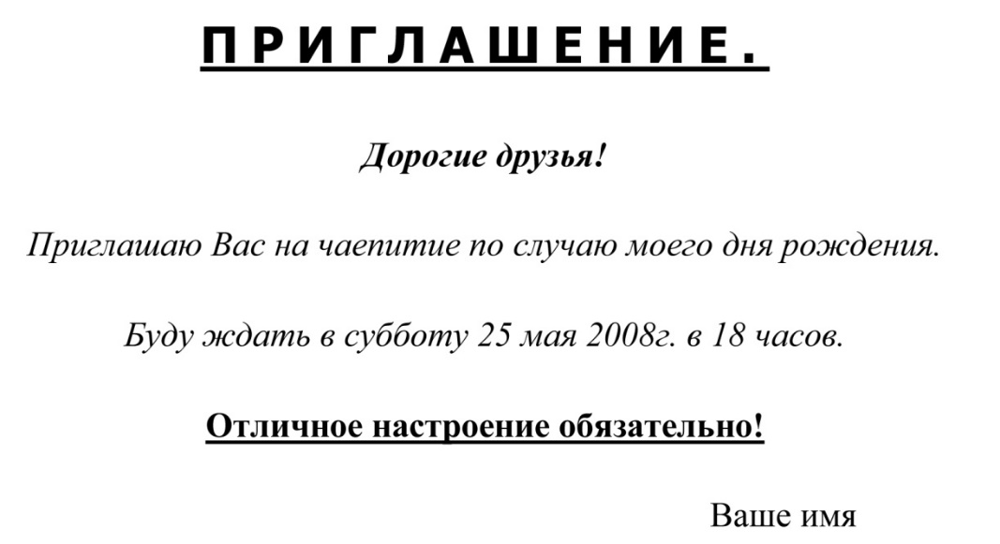 ПРИГЛАШЕНИЕ.
Дорогие друзья!
Приглашаю Вас на чаепитие по случаю моего дня рождения.
Буду ждать в субботу 25 мая 2008г. в 18 часов.
Отличное настроение обязательно!
Ваше имя